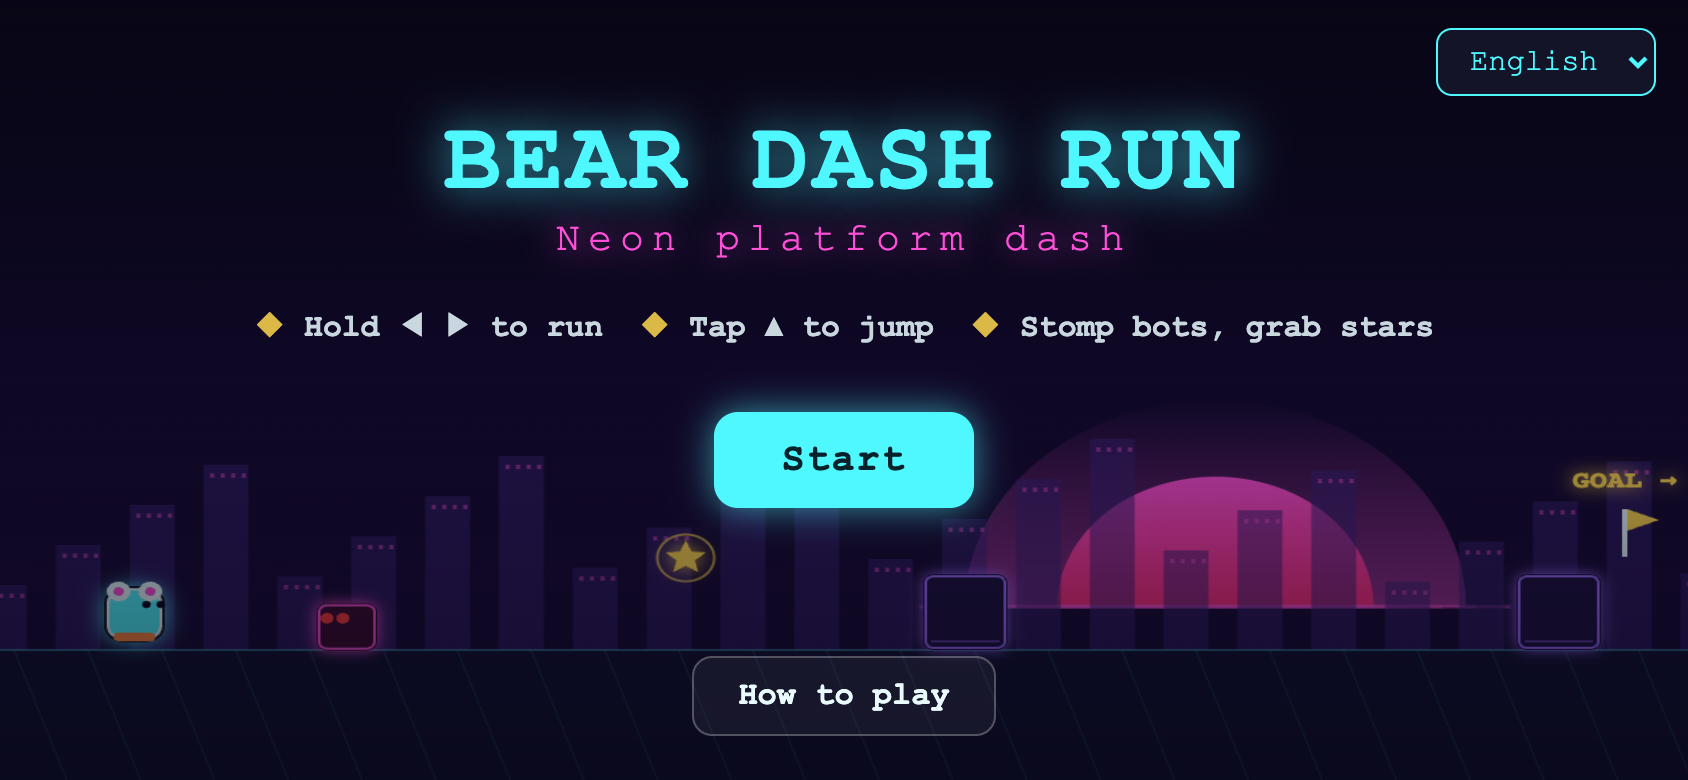 English
BEAR DASH RUN
Neon platform dash
◆ Hold ◀ ▶ to run ◆ Tap ▲ to jump ◆ Stomp bots, grab stars
Start
GOAL →
How to play